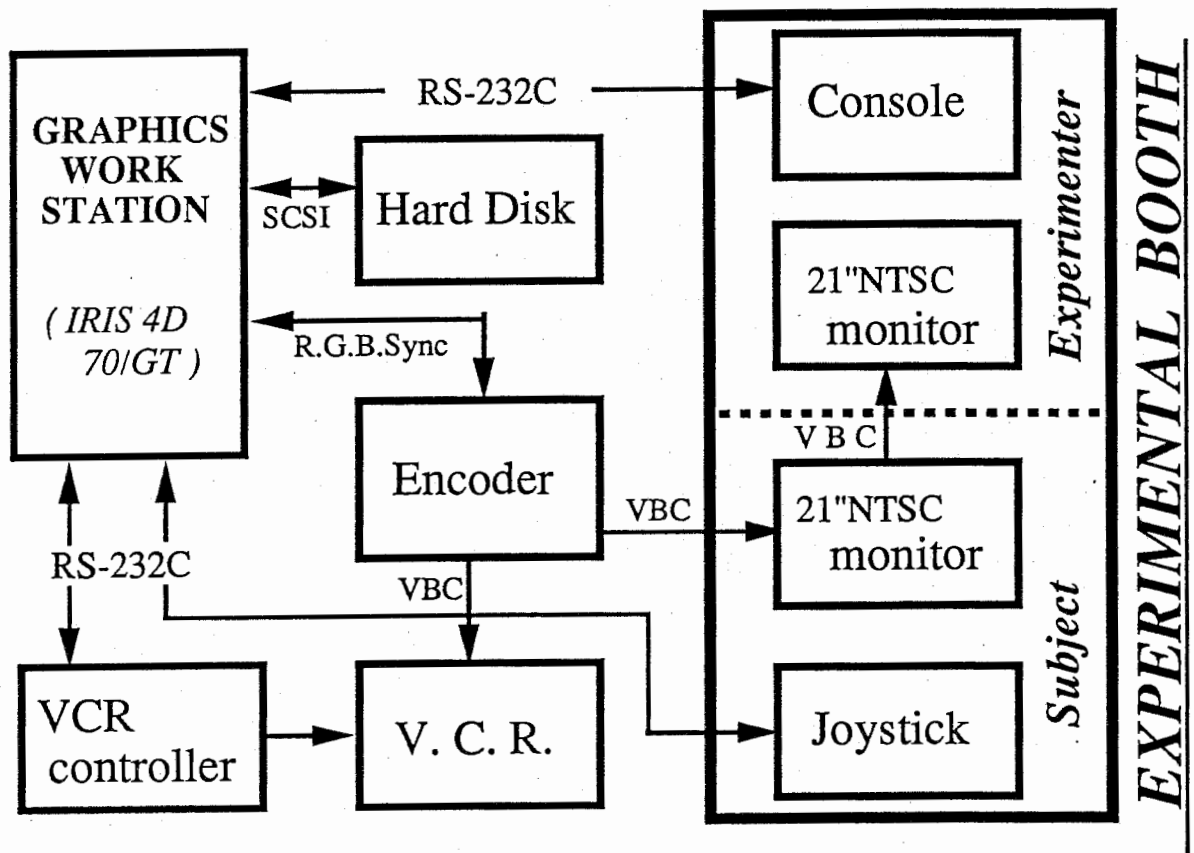 GRAPHICS
WORK
STATION
( IRIS 4D
70/GT )
RS-232C
SCSI
Hard Disk
R.G.B.Sync
Encoder
VBC
VBC
RS-232C
VCR
controller
V. C. R.
Console
21"NTSC
monitor
Experimenter
V B C
21"NTSC
monitor
Joystick
Subject
EXPERIMENTAL BOOTH